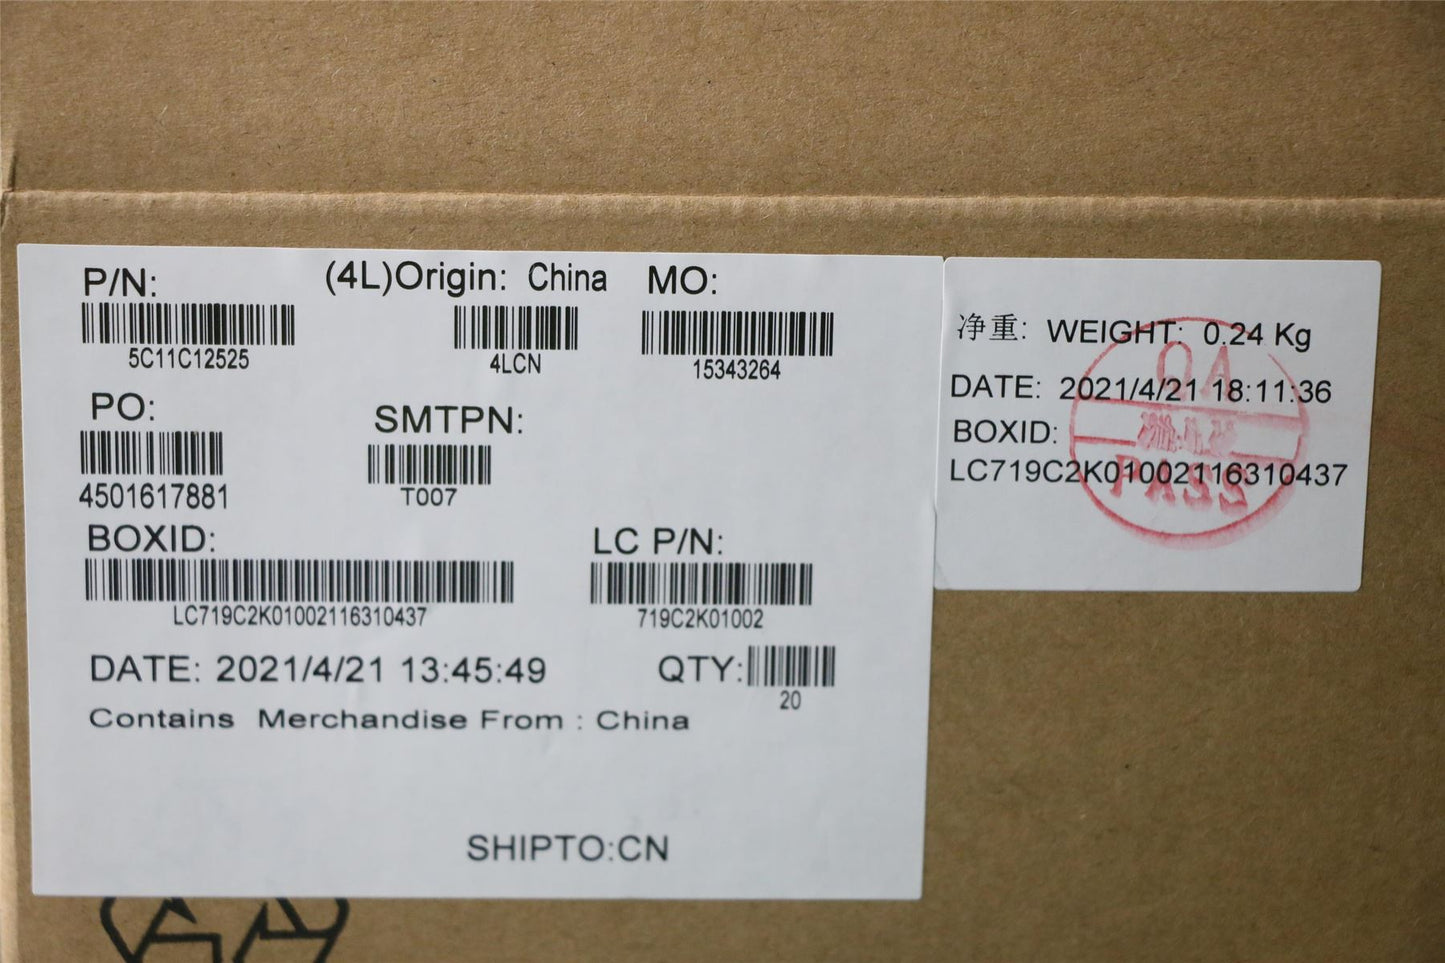 P/N:
5C11C12525
(4L)Origin: China
4LCN
MO:
15343264
PO:
4501617881
SMTPN:
T007
BOXID:
LC719C2K01002116310437
LC P/N:
719C2K01002
DATE: 2021/4/21 13:45:49
QTY:
20
Contains Merchandise From : China
SHIPTO:CN
净重: WEIGHT: 0.24 Kg
DATE: 2021/4/21 18:11:36
BOXID:
LC719C2K01002116310437
QA
PASS